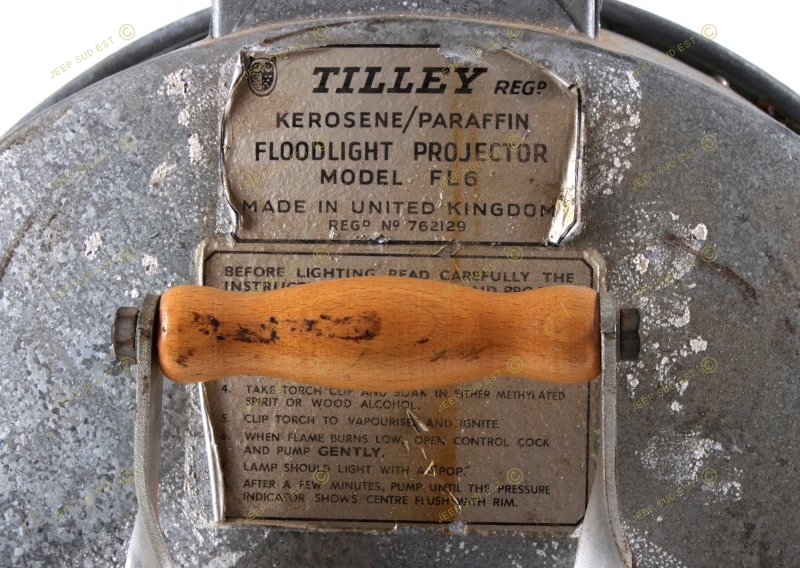 TILLEY REGD
KEROSENE/PARAFFIN
FLOODLIGHT PROJECTOR
MODEL FL6
MADE IN UNITED KINGDOM
REGD No 762129
BEFORE LIGHTING READ CAREFULLY THE
4. TAKE TORCH CLIP AND SOAK IN EITHER METHYLATED
SPIRIT OR WOOD ALCOHOL.
5. CLIP TORCH TO VAPOURISER AND IGNITE.
6. WHEN FLAME BURNS LOW, OPEN CONTROL COCK
AND PUMP GENTLY.
LAMP SHOULD LIGHT WITH A "POP."
AFTER A FEW MINUTES, PUMP UNTIL THE PRESSURE
INDICATOR SHOWS CENTRE FLUSH WITH RIM.
JEEP SUD EST ©